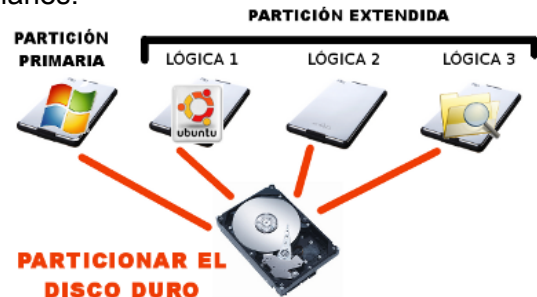 PARTICIÓN EXTENDIDA
PARTICIÓN
PRIMARIA
LÓGICA 1
LÓGICA 2
LÓGICA 3
ubuntu
PARTICIONAR EL
DISCO DURO